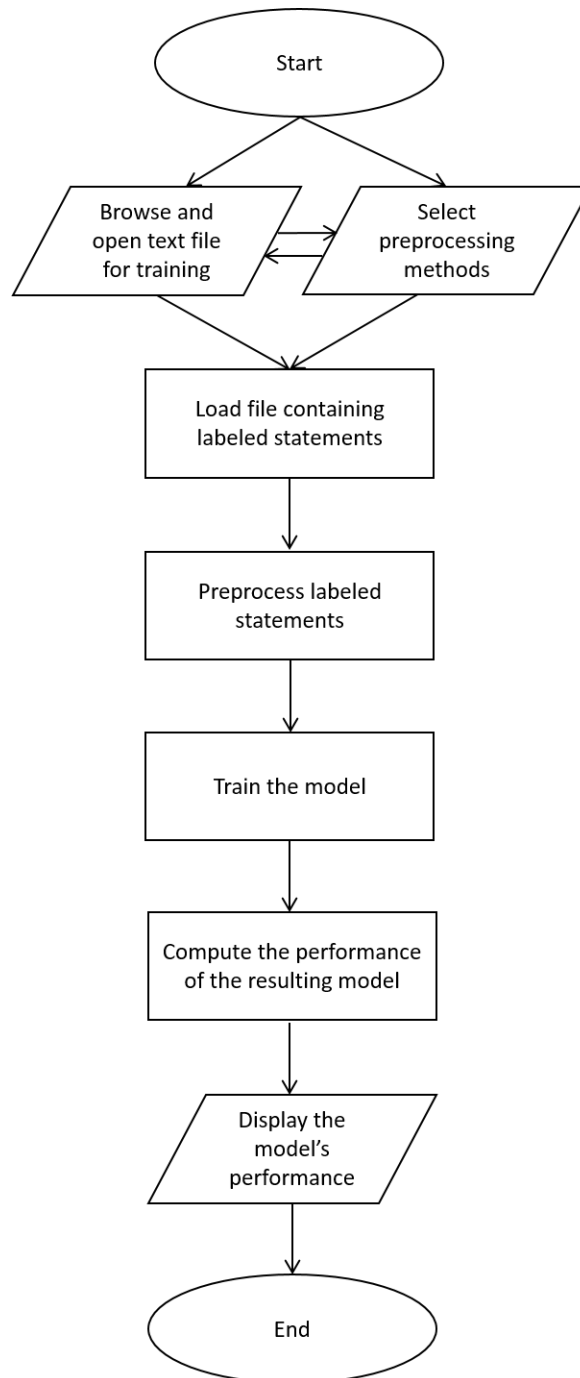 Start
Browse and
open text file
for training
Select
preprocessing
methods
Load file containing
labeled statements
Preprocess labeled
statements
Train the model
Compute the performance
of the resulting model
Display the
model’s
performance
End